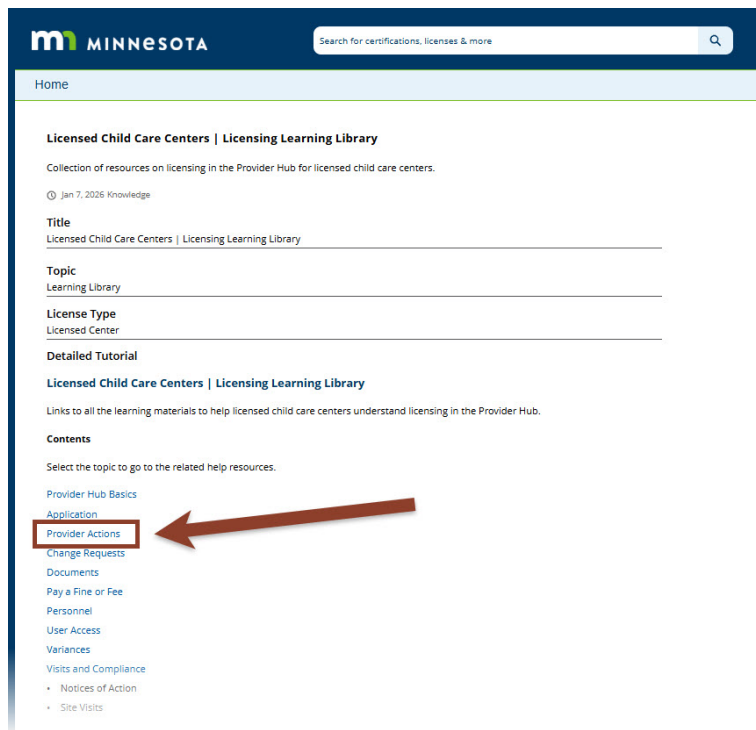 mn MINNESOTA
Search for certifications, licenses & more
Home
Licensed Child Care Centers | Licensing Learning Library
Collection of resources on licensing in the Provider Hub for licensed child care centers.
Jan 7, 2026 Knowledge
Title
Licensed Child Care Centers | Licensing Learning Library
Topic
Learning Library
License Type
Licensed Center
Detailed Tutorial
Licensed Child Care Centers | Licensing Learning Library
Links to all the learning materials to help licensed child care centers understand licensing in the Provider Hub.
Contents
Select the topic to go to the related help resources.
Provider Hub Basics
Application
Provider Actions
Change Requests
Documents
Pay a Fine or Fee
Personnel
User Access
Variances
Visits and Compliance
• Notices of Action
• Site Visits